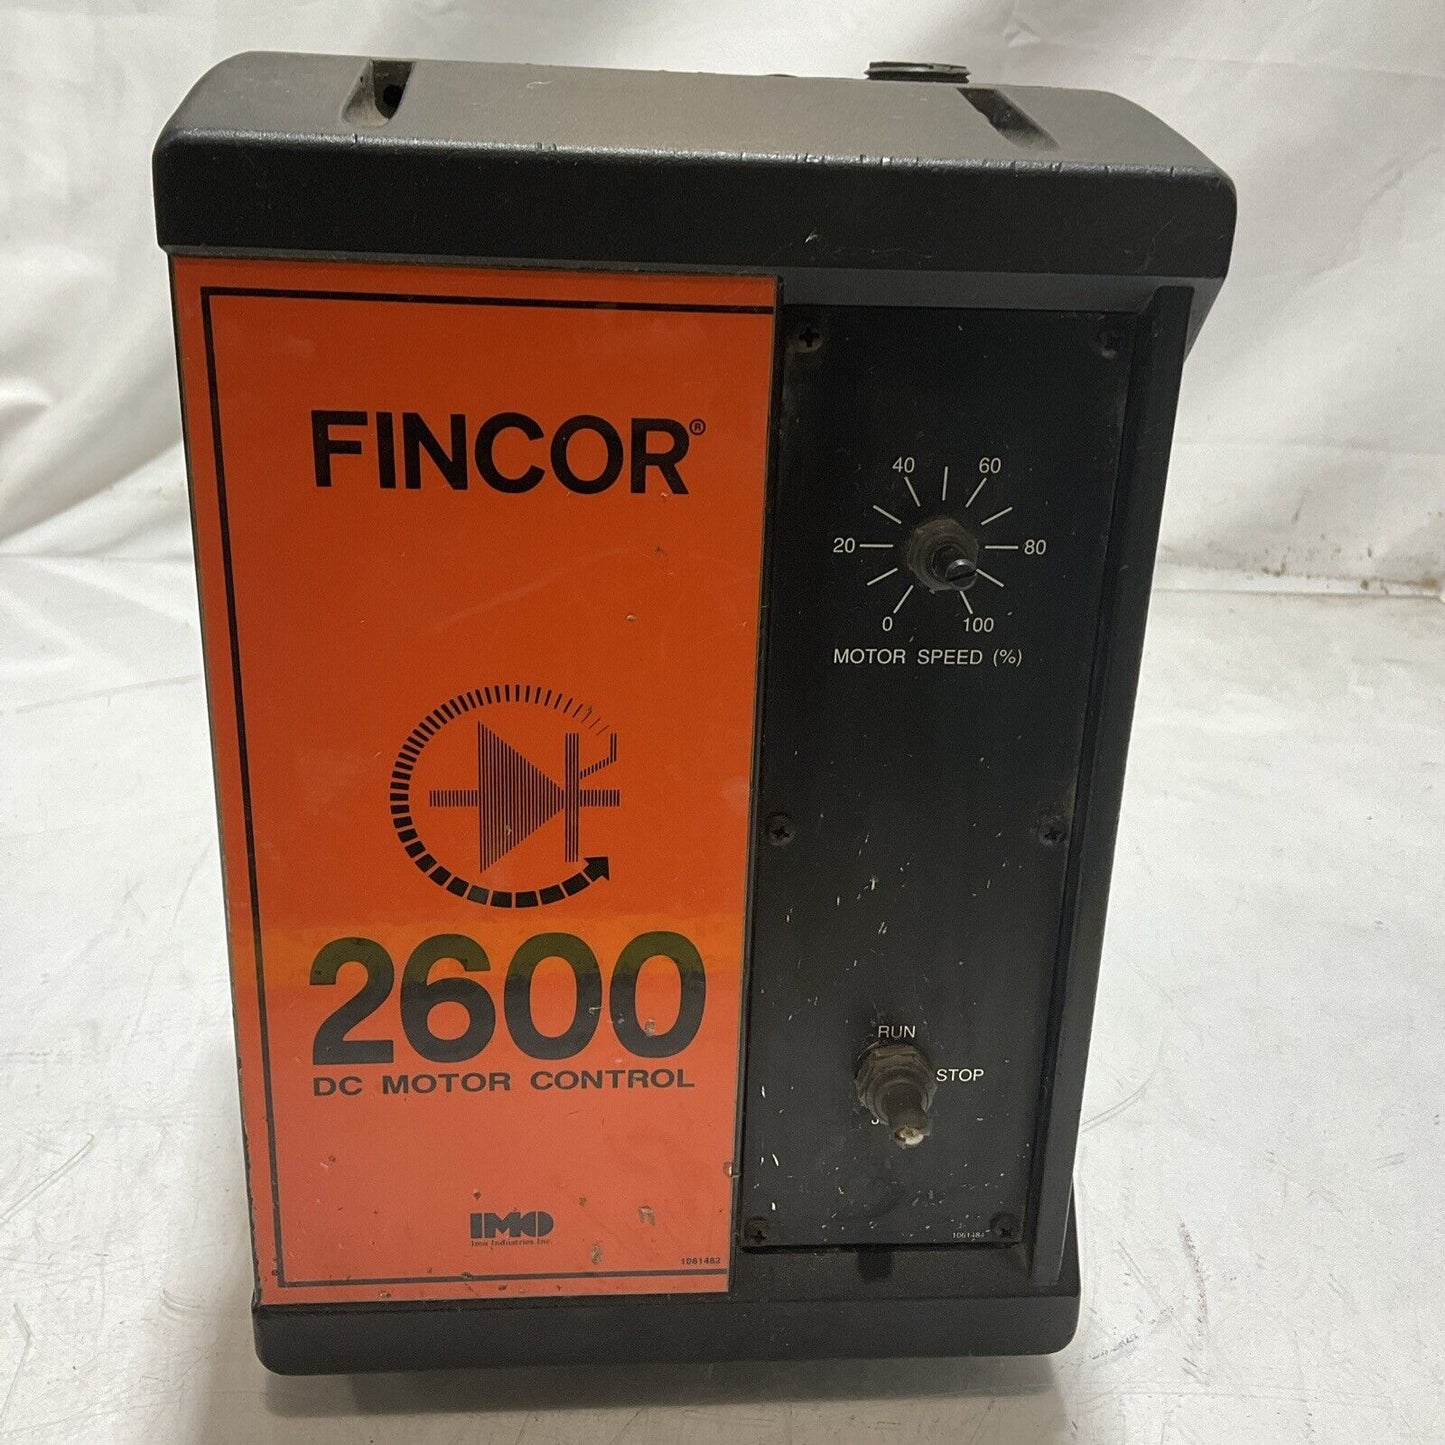 FINCOR®
2600
DC MOTOR CONTROL
IMO
Imo Industries Inc.
1061482
40 60
20 80
0 100
MOTOR SPEED (%)
RUN
STOP